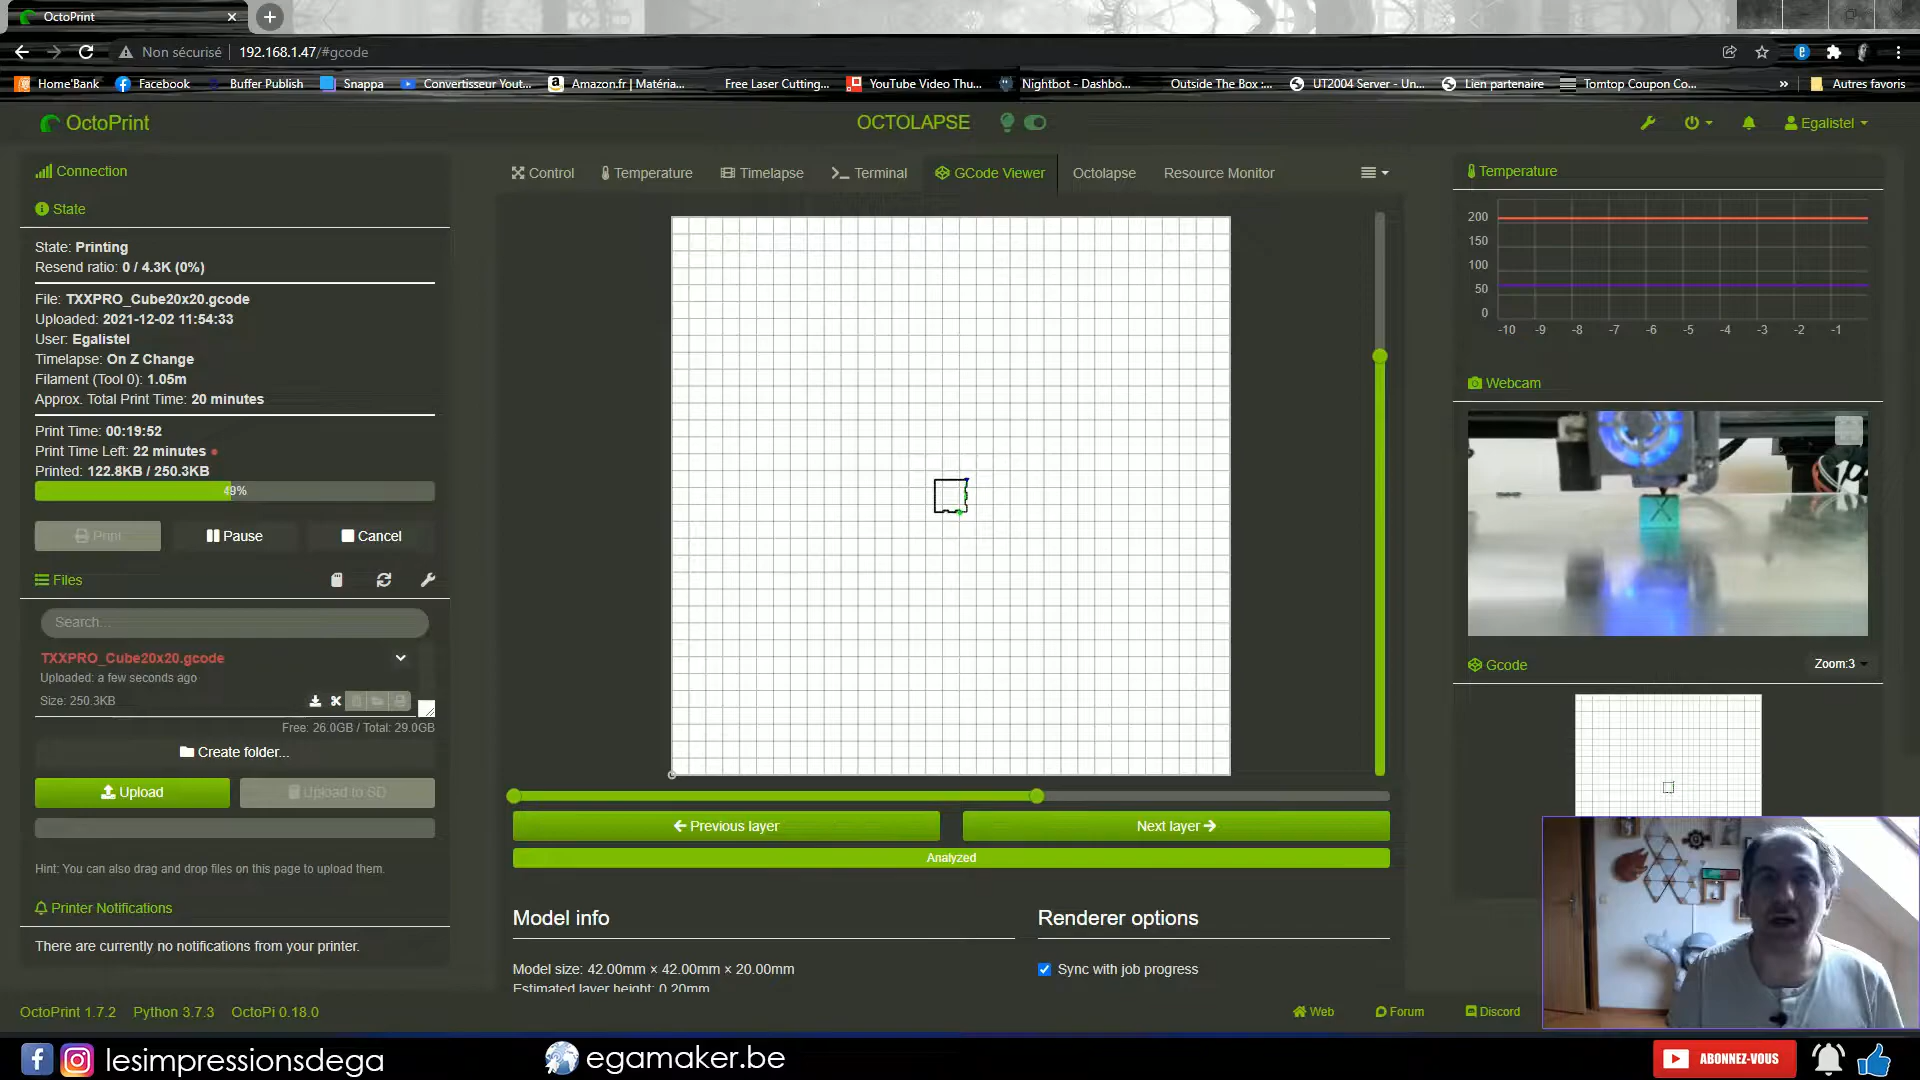 OctoPrint
Non sécurisé
192.168.1.47/#gcode
Home'Bank
Facebook
Buffer Publish
Snappa
Convertisseur Yout...
Amazon.fr | Matéria...
Free Laser Cutting...
YouTube Video Thu...
Nightbot - Dashbo...
Outside The Box :...
UT2004 Server - Un...
Lien partenaire
Tomtop Coupon Co...
»
Autres favoris
OctoPrint
OCTOLAPSE
Egalistel
Connection
State
State: Printing
Resend ratio: 0 / 4.3K (0%)
File: TXXPRO_Cube20x20.gcode
Uploaded: 2021-12-02 11:54:33
User: Egalistel
Timelapse: On Z Change
Filament (Tool 0): 1.05m
Approx. Total Print Time: 20 minutes
Print Time: 00:19:52
Print Time Left: 22 minutes
Printed: 122.8KB / 250.3KB
49%
Print
Pause
Cancel
Files
Search...
TXXPRO_Cube20x20.gcode
Uploaded: a few seconds ago
Size: 250.3KB
Free: 26.0GB / Total: 29.0GB
Create folder...
Upload
Upload to SD
Hint: You can also drag and drop files on this page to upload them.
Printer Notifications
There are currently no notifications from your printer.
Control
Temperature
Timelapse
Terminal
GCode Viewer
Octolapse
Resource Monitor
Previous layer
Next layer
Analyzed
Model info
Model size: 42.00mm × 42.00mm × 20.00mm
Estimated layer height: 0.20mm
Renderer options
Sync with job progress
Temperature
200
150
100
50
0
-10 -9 -8 -7 -6 -5 -4 -3 -2 -1
Webcam
X
Gcode
Zoom:3
OctoPrint 1.7.2
Python 3.7.3
OctoPi 0.18.0
Web
Forum
Discord
lesimpressionsdega
egamaker.be
ABONNEZ-VOUS